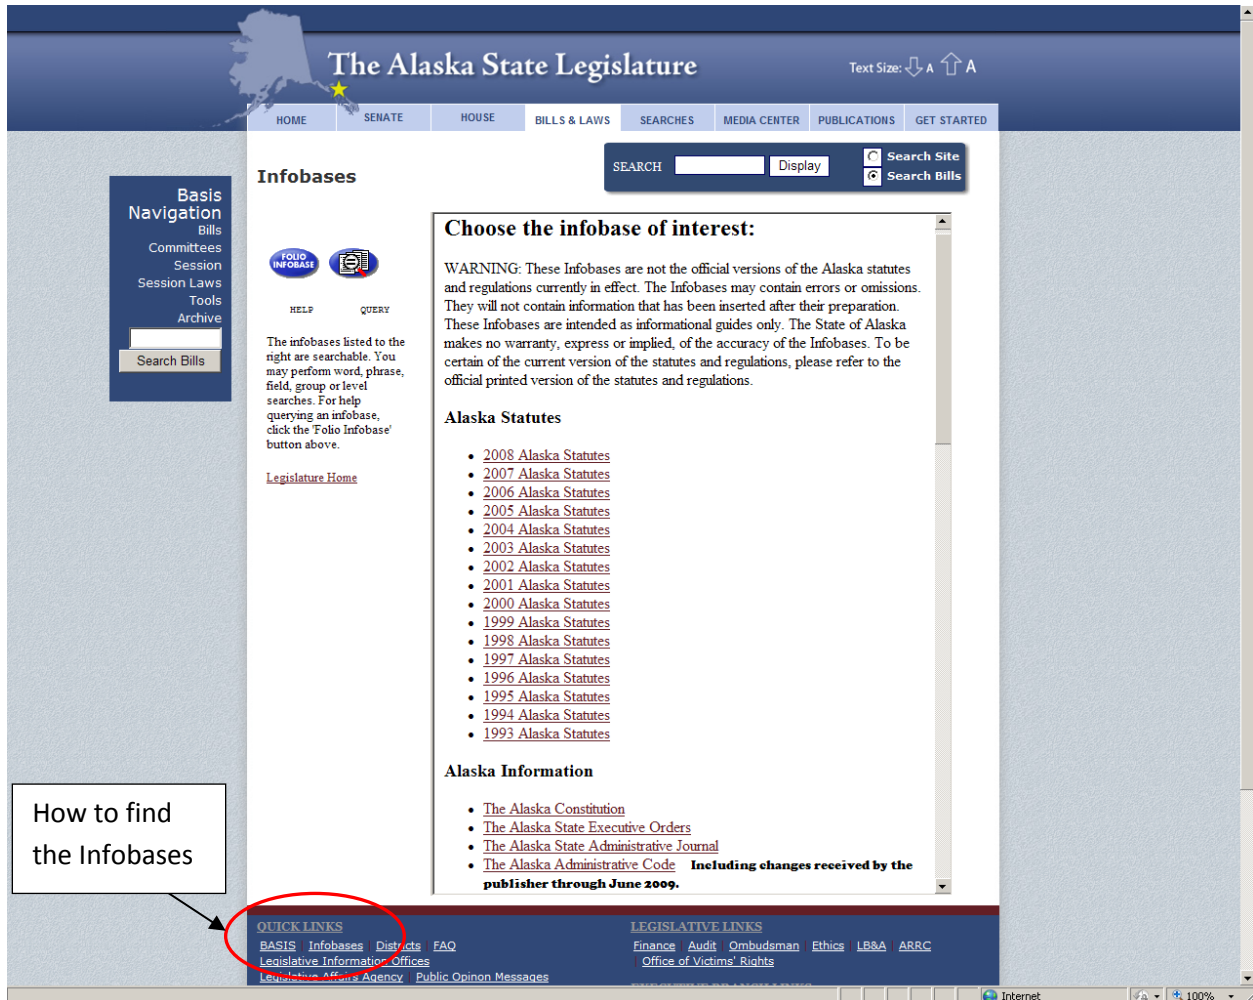 The Alaska State Legislature
Text Size: A A
HOME SENATE HOUSE BILLS & LAWS SEARCHES MEDIA CENTER PUBLICATIONS GET STARTED
SEARCH Display Search Site
Search Bills
Infobases
Basis
Navigation
Bills
Committees
Session
Session Laws
Tools
Archive
Search Bills
FOLIO
INFOBASE
HELP QUERY
The infobases listed to the
right are searchable. You
may perform word, phrase,
field, group or level
searches. For help
querying an infobase,
click the 'Folio Infobase'
button above.
Legislature Home
Choose the infobase of interest:
WARNING: These Infobases are not the official versions of the Alaska statutes
and regulations currently in effect. The Infobases may contain errors or omissions.
They will not contain information that has been inserted after their preparation.
These Infobases are intended as informational guides only. The State of Alaska
makes no warranty, express or implied, of the accuracy of the Infobases. To be
certain of the current version of the statutes and regulations, please refer to the
official printed version of the statutes and regulations.
Alaska Statutes
• 2008 Alaska Statutes
• 2007 Alaska Statutes
• 2006 Alaska Statutes
• 2005 Alaska Statutes
• 2004 Alaska Statutes
• 2003 Alaska Statutes
• 2002 Alaska Statutes
• 2001 Alaska Statutes
• 2000 Alaska Statutes
• 1999 Alaska Statutes
• 1998 Alaska Statutes
• 1997 Alaska Statutes
• 1996 Alaska Statutes
• 1995 Alaska Statutes
• 1994 Alaska Statutes
• 1993 Alaska Statutes
Alaska Information
• The Alaska Constitution
• The Alaska State Executive Orders
• The Alaska State Administrative Journal
• The Alaska Administrative Code Including changes received by the
publisher through June 2009.
How to find
the Infobases
QUICK LINKS
BASIS | Infobases | Districts | FAQ
Legislative Information Offices
Legislative Affairs Agency | Public Opinon Messages
LEGISLATIVE LINKS
Finance | Audit | Ombudsman | Ethics | LB&A | ARRC
| Office of Victims' Rights
EXECUTIVE BRANCH LINKS
Internet 100%